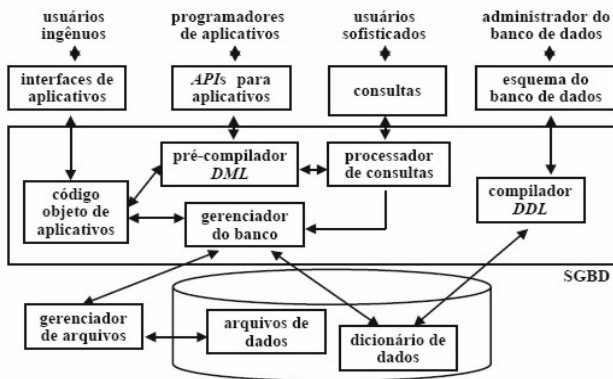 usuários
ingênuos
programadores
de aplicativos
usuários
sofisticados
administrador do
banco de dados
interfaces de
aplicativos
APIs para
aplicativos
consultas
esquema do
banco de dados
pré-compilador
DML
processador
de consultas
código
objeto de
aplicativos
compilador
DDL
gerenciador
do banco
SGBD
gerenciador
de arquivos
arquivos de
dados
dicionário de
dados